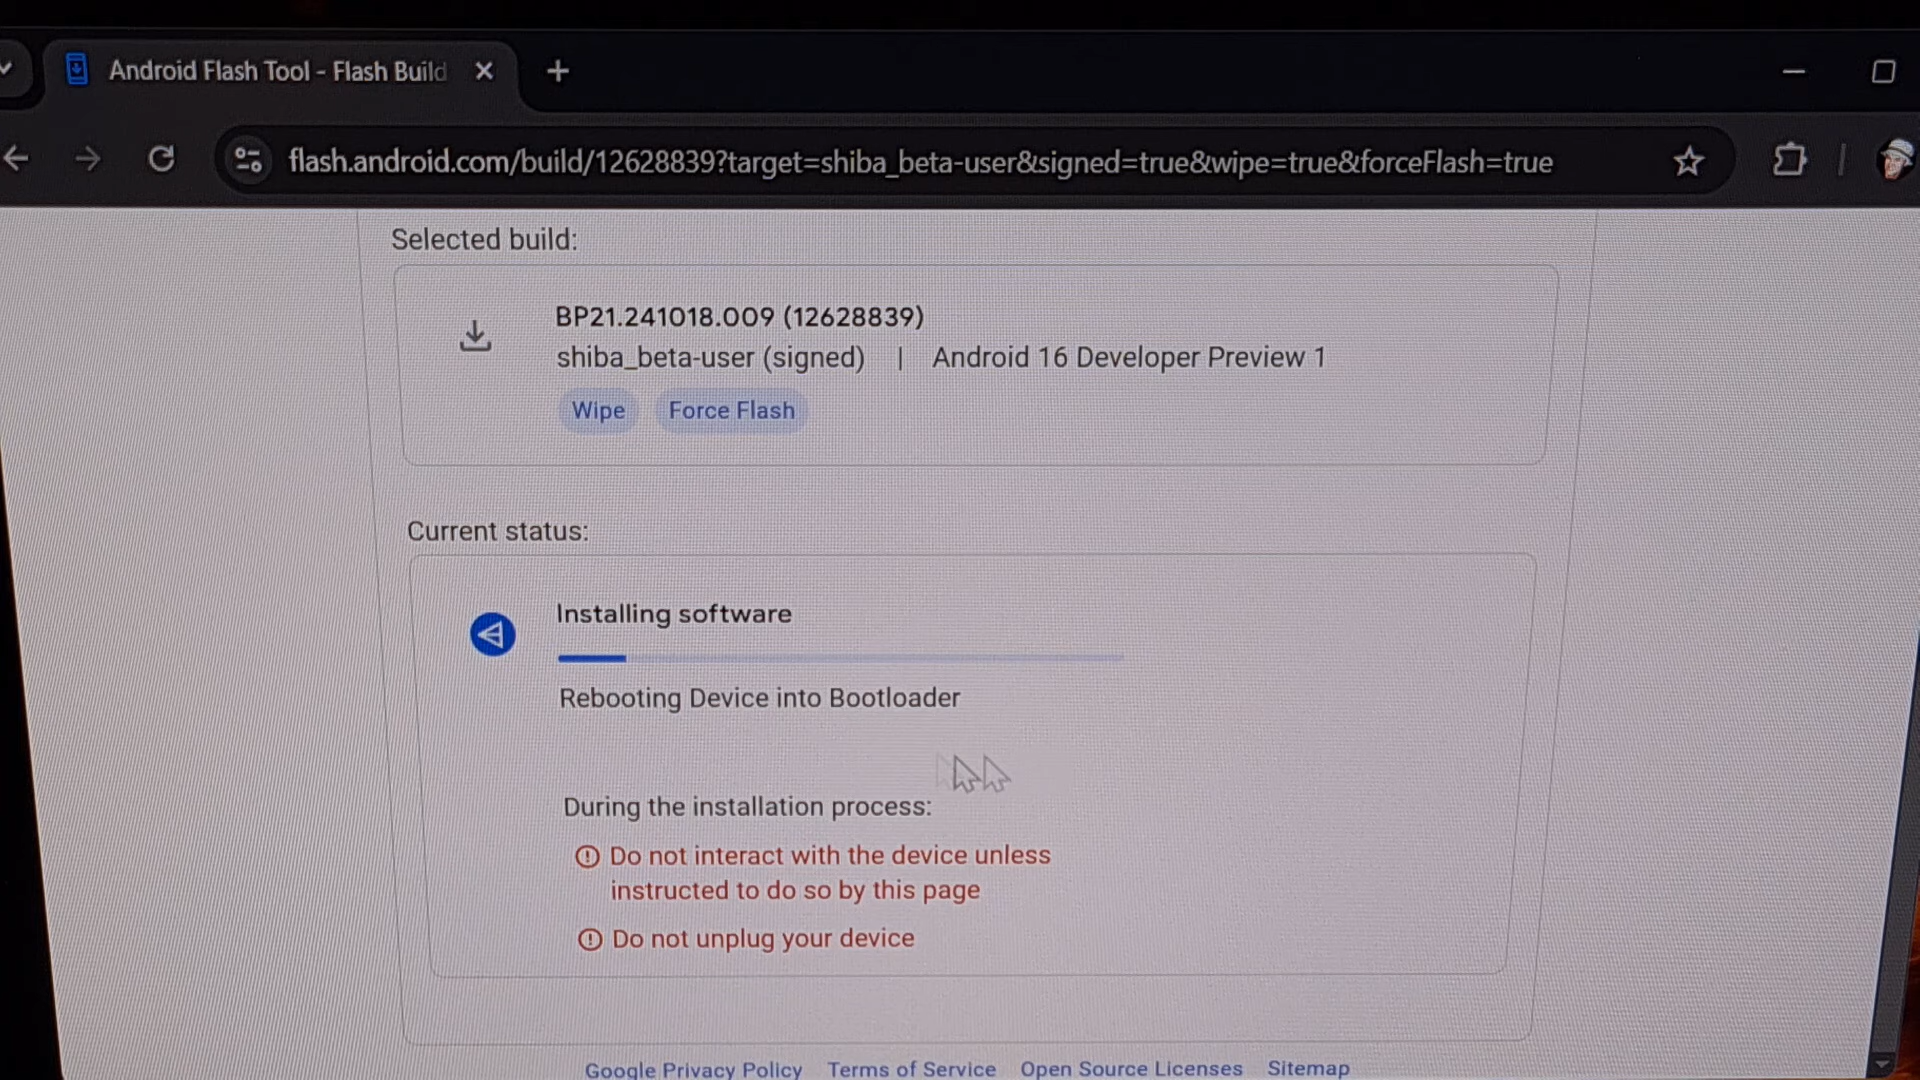 Android Flash Tool - Flash Build
flash.android.com/build/12628839?target=shiba_beta-user&signed=true&wipe=true&forceFlash=true
Selected build:
BP21.241018.009 (12628839)
shiba_beta-user (signed) | Android 16 Developer Preview 1
Wipe Force Flash
Current status:
Installing software
Rebooting Device into Bootloader
During the installation process:
Do not interact with the device unless
instructed to do so by this page
Do not unplug your device
Google Privacy Policy Terms of Service Open Source Licenses Sitemap